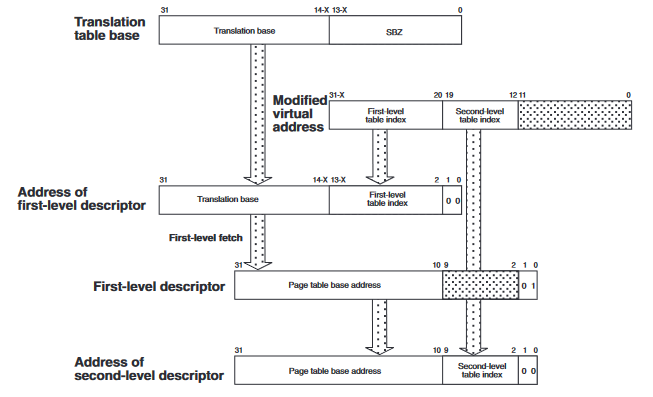 31 14-X 13-X 0
Translation
table base
Translation base
SBZ
Modified
virtual
address
31-X 20 19 12 11 0
First-level
table index
Second-level
table index
31 14-X 13-X 2 1 0
Address of
first-level descriptor
Translation base
First-level
table index
0 0
First-level fetch
31 10 9 2 1 0
First-level descriptor
Page table base address
0 1
31 10 9 2 1 0
Address of
second-level descriptor
Page table base address
Second-level
table index
0 0